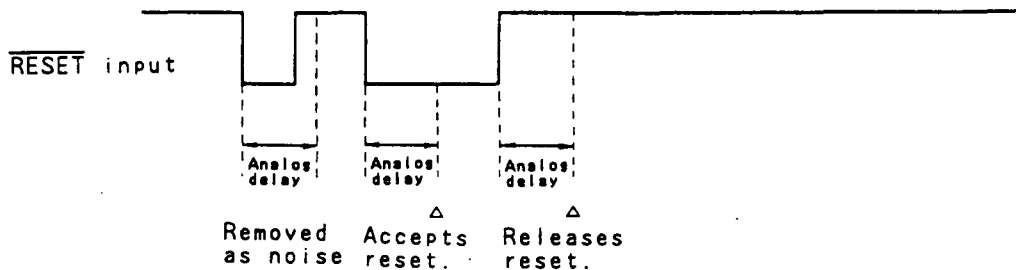 RESET input
Analog delay
Analog delay
Analog delay
Removed as noise
Accepts reset.
Releases reset.